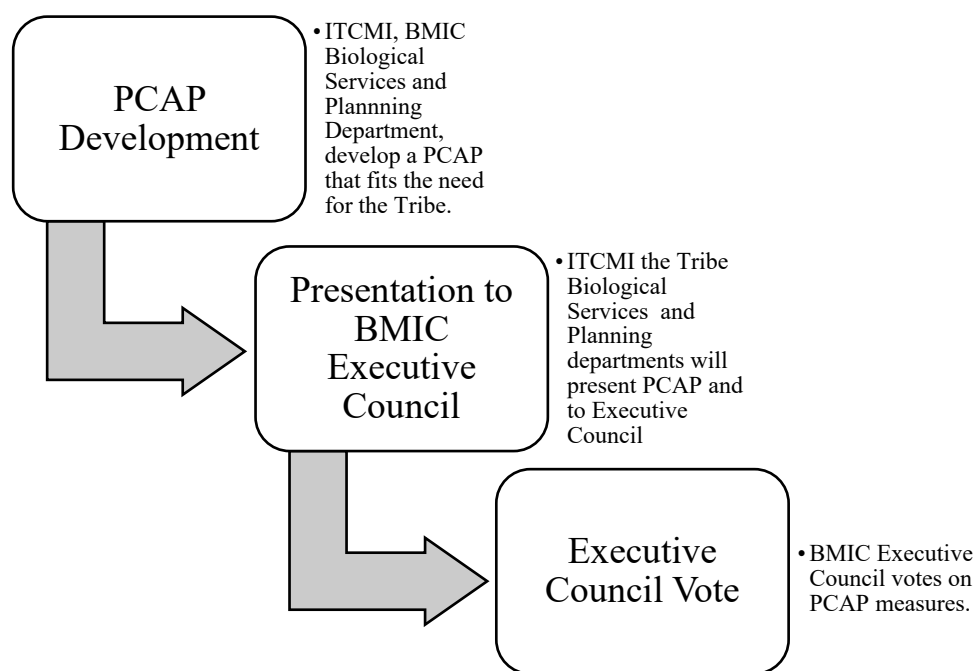 PCAP
Development
• ITCMI, BMIC
Biological
Services and
Plannning
Department,
develop a PCAP
that fits the need
for the Tribe.
Presentation to
BMIC
Executive
Council
• ITCMI the Tribe
Biological
Services and
Planning
departments will
present PCAP and
to Executive
Council
Executive
Council Vote
• BMIC Executive
Council votes on
PCAP measures.